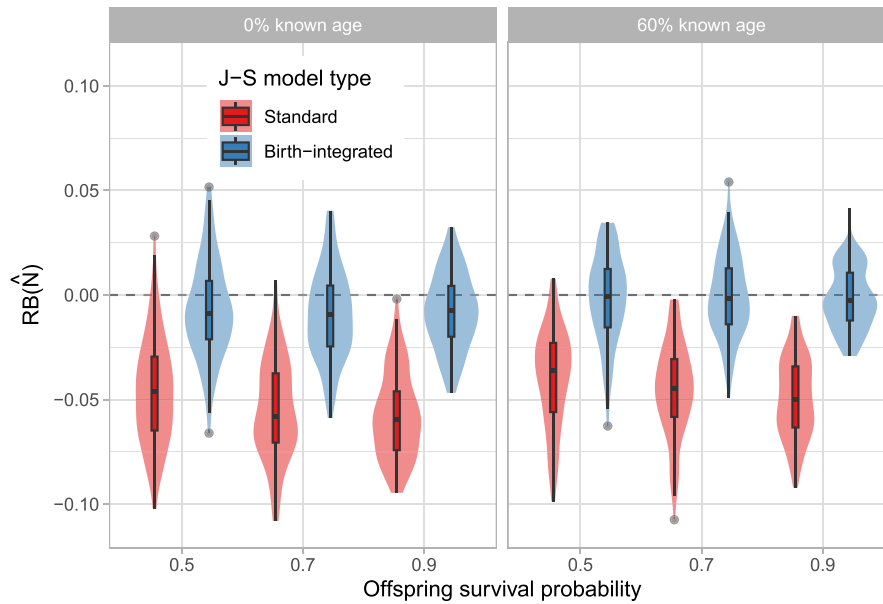 0% known age
60% known age
J−S model type
Standard
Birth−integrated
RB(N̂)
0.10
0.05
0.00
−0.05
−0.10
0.5
0.7
0.9
0.5
0.7
0.9
Offspring survival probability